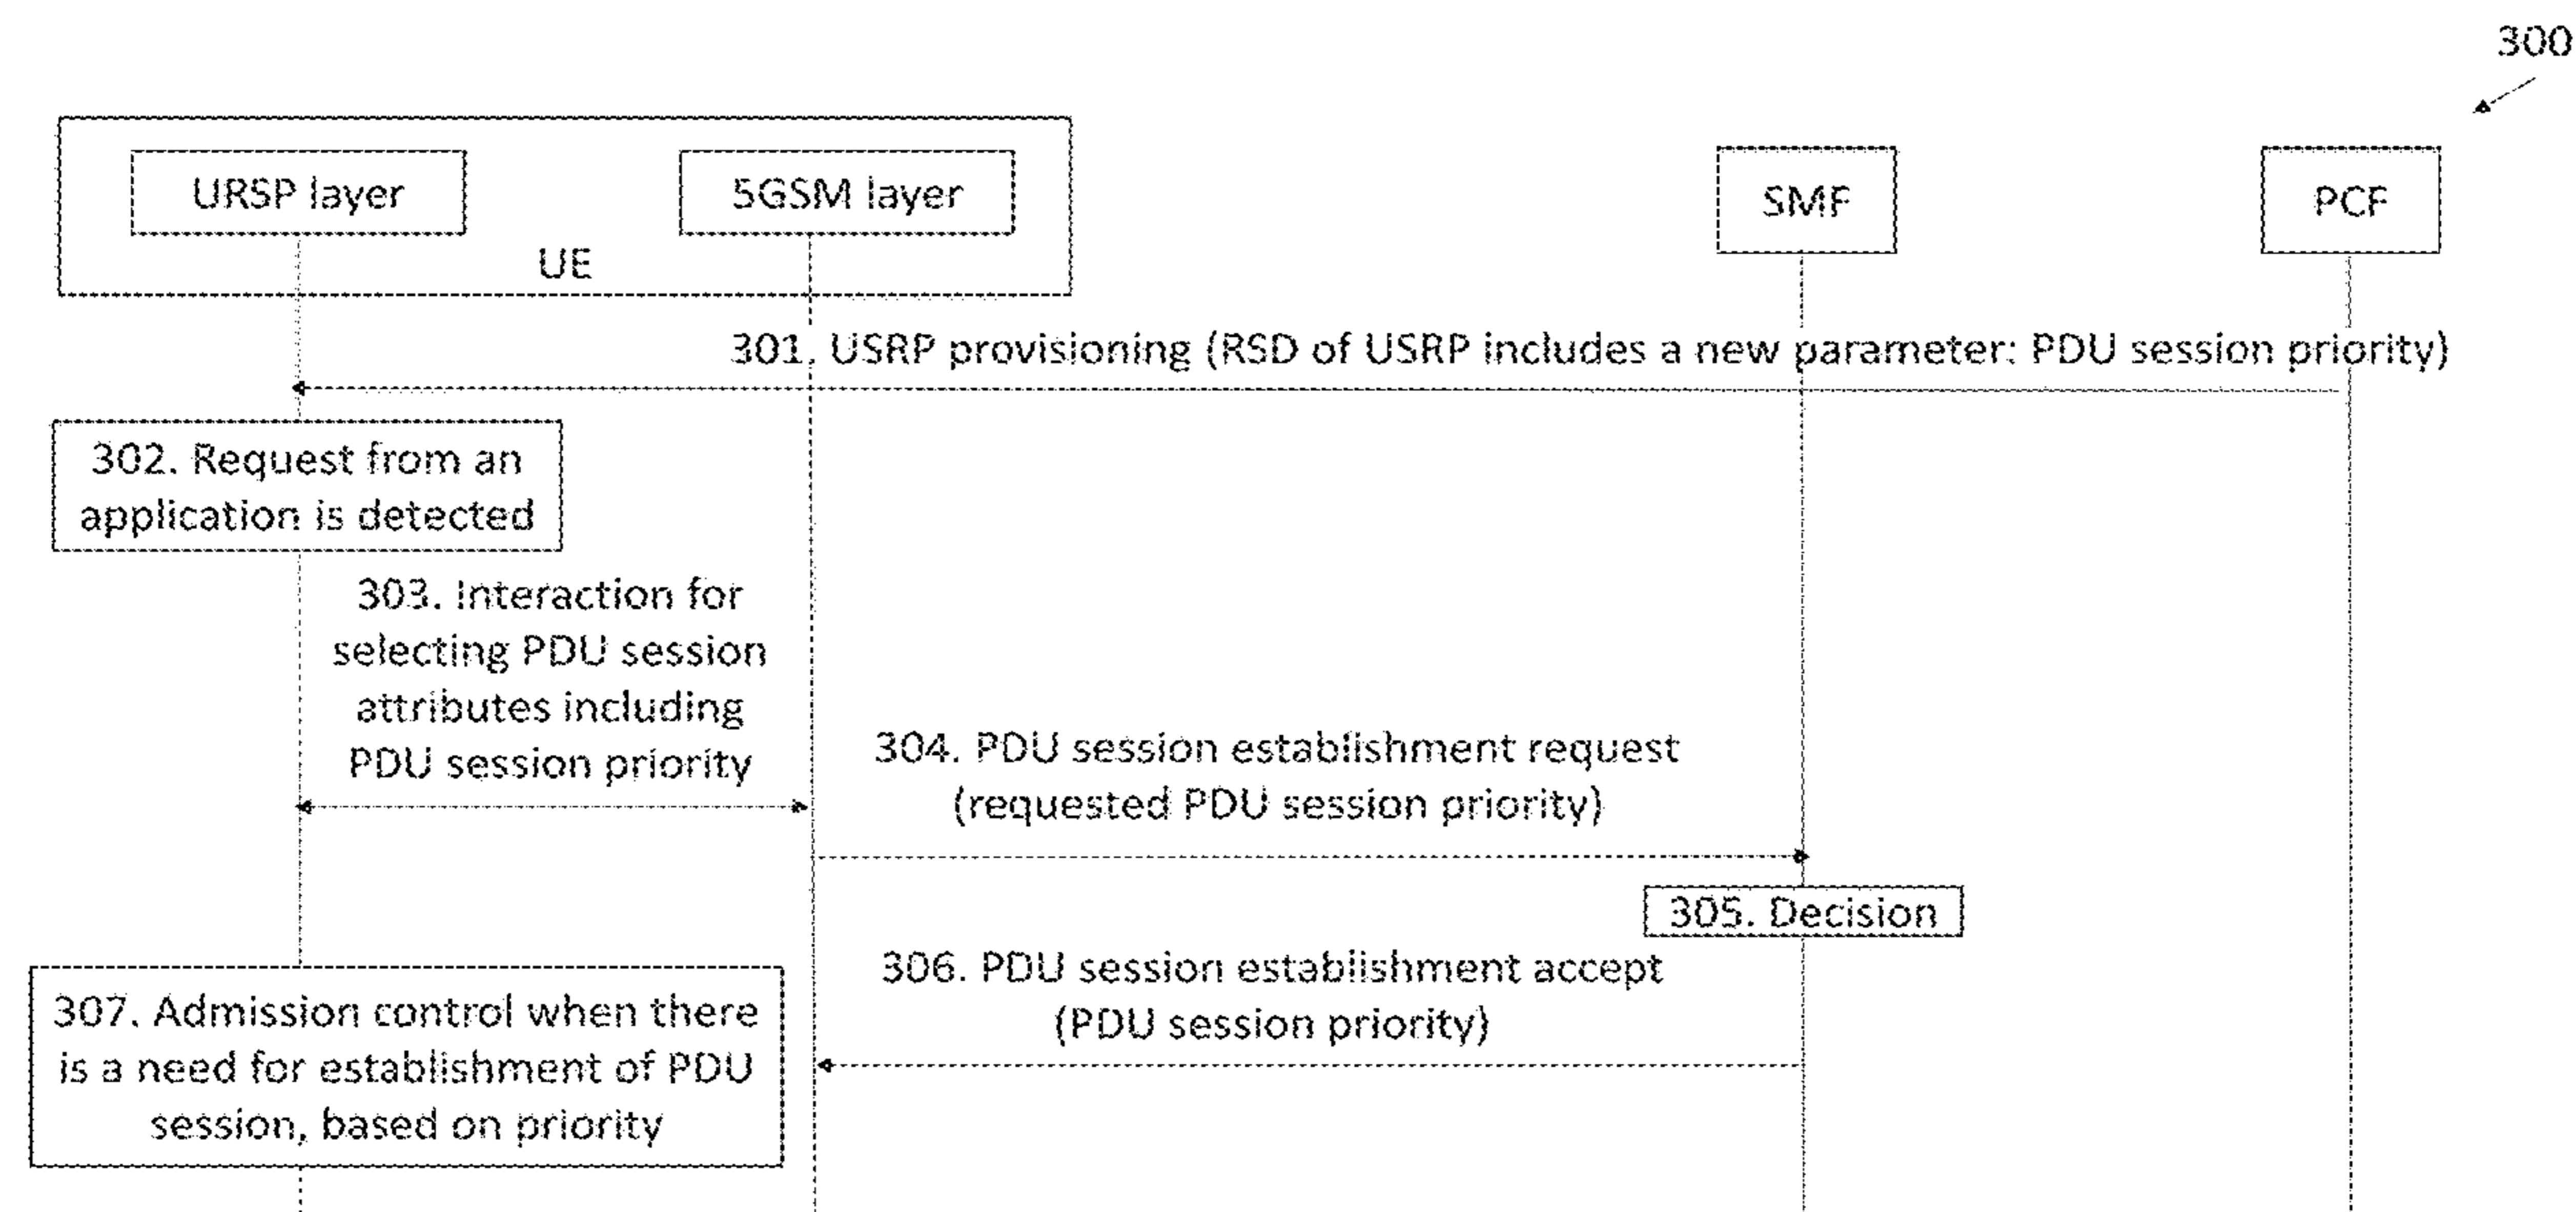 300
URSP layer
5GSM layer
UE
SMF
PCF
301. USRP provisioning (RSD of USRP includes a new parameter: PDU session priority)
302. Request from an
application is detected
303. Interaction for
selecting PDU session
attributes including
PDU session priority
304. PDU session establishment request
(requested PDU session priority)
305. Decision
306. PDU session establishment accept
(PDU session priority)
307. Admission control when there
is a need for establishment of PDU
session, based on priority